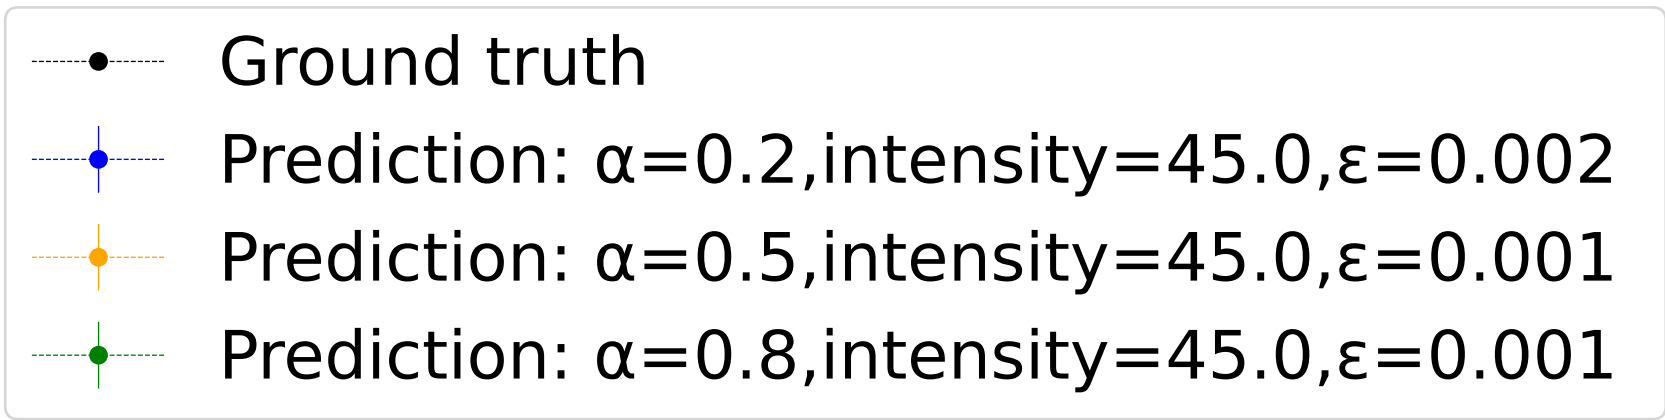 Ground truth
Prediction: α=0.2,intensity=45.0,ε=0.002
Prediction: α=0.5,intensity=45.0,ε=0.001
Prediction: α=0.8,intensity=45.0,ε=0.001